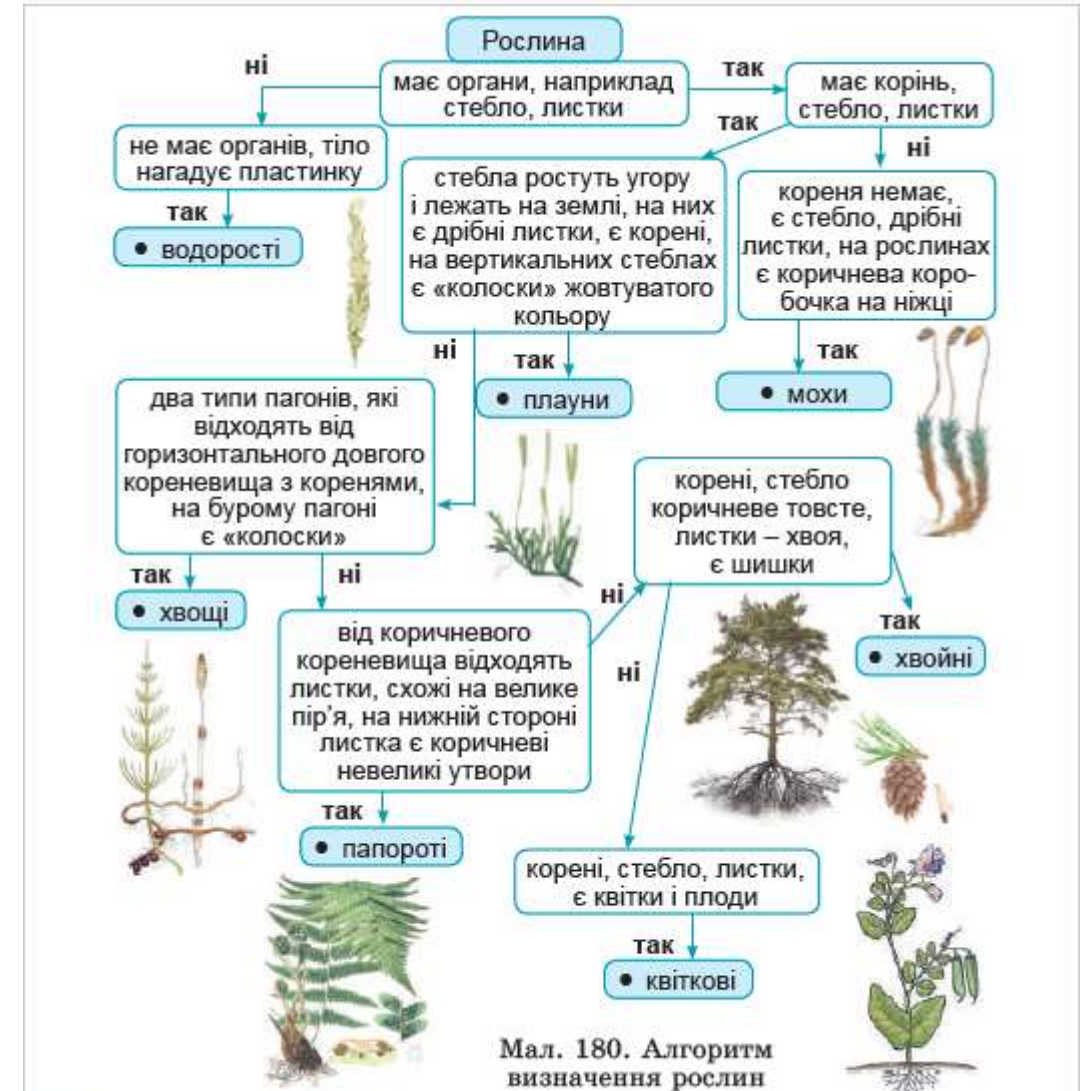 Рослина
ні
має органи, наприклад
стебло, листки
так
має корінь,
стебло, листки
не має органів, тіло
нагадує пластинку
так
• водорості
так
стебла ростуть угору
і лежать на землі, на них
є дрібні листки, є корені,
на вертикальних стеблах
є «колоски» жовтуватого
кольору
ні
кореня немає,
є стебло, дрібні
листки, на рослинах
є коричнева коро-
бочка на ніжці
ні
так
• плауни
так
• мохи
два типи пагонів, які
відходять від
горизонтального довгого
кореневища з коренями,
на бурому пагоні
є «колоски»
так
• хвощі
ні
від коричневого
кореневища відходять
листки, схожі на велике
пір’я, на нижній стороні
листка є коричневі
невеликі утвори
так
• папороті
ні
корені, стебло
коричневе товсте,
листки – хвоя,
є шишки
так
• хвойні
ні
корені, стебло, листки,
є квітки і плоди
так
• квіткові
Мал. 180. Алгоритм
визначення рослин